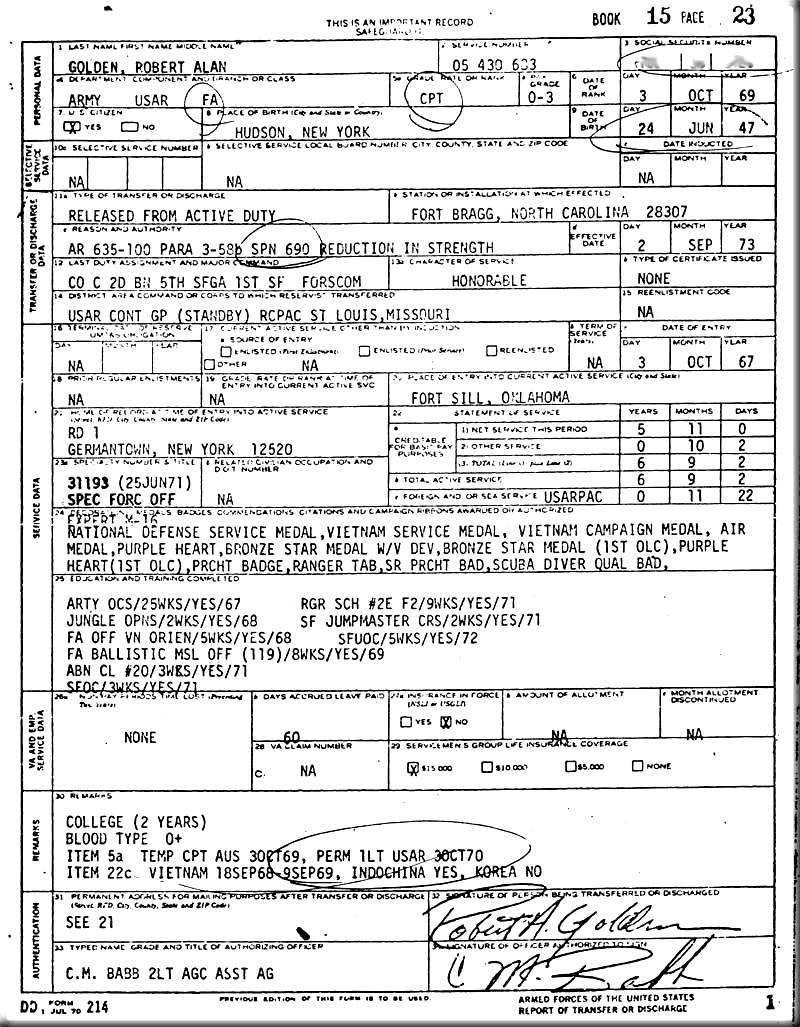 THIS IS AN IMPORTANT RECORD
SAFEGUARD IT
BOOK 15 PAGE 23
PERSONAL DATA
1 LAST NAME FIRST NAME MIDDLE NAME
GOLDEN, ROBERT ALAN
2 SERVICE NUMBER
05 430 603
3 SOCIAL SECURITY NUMBER
4 DEPARTMENT COMPONENT AND BRANCH OR CLASS
ARMY USAR FA
5a GRADE RATE OR RANK
CPT
b PAY GRADE
O-3
6 DATE OF RANK
DAY MONTH YEAR
3 OCT 69
7 U S CITIZEN
X YES NO
8 PLACE OF BIRTH (City and State or Country)
HUDSON, NEW YORK
9 DATE OF BIRTH
DAY MONTH YEAR
24 JUN 47
SELECTIVE SERVICE DATA
10a SELECTIVE SERVICE NUMBER
NA
b SELECTIVE SERVICE LOCAL BOARD NUMBER CITY COUNTY, STATE AND ZIP CODE
NA
c DATE INDUCTED
DAY MONTH YEAR
NA
TRANSFER OR DISCHARGE DATA
11a TYPE OF TRANSFER OR DISCHARGE
RELEASED FROM ACTIVE DUTY
b STATION OR INSTALLATION AT WHICH EFFECTED
FORT BRAGG, NORTH CAROLINA 28307
c REASON AND AUTHORITY
AR 635-100 PARA 3-58b SPN 690 REDUCTION IN STRENGTH
d EFFECTIVE DATE
DAY MONTH YEAR
2 SEP 73
12 LAST DUTY ASSIGNMENT AND MAJOR COMMAND
CO C 2D BN 5TH SFGA 1ST SF FORSCOM
13a CHARACTER OF SERVICE
HONORABLE
b TYPE OF CERTIFICATE ISSUED
NONE
14 DISTRICT AREA COMMAND OR CORPS TO WHICH RESERVIST TRANSFERRED
USAR CONT GP (STANDBY) RCPAC ST LOUIS,MISSOURI
15 REENLISTMENT CODE
NA
SERVICE DATA
16 TERMINAL DATE OF RESERVE UMT&S OBLIGATION
DAY MONTH YEAR
NA
17 CURRENT ACTIVE SERVICE OTHER THAN BY INDUCTION
a SOURCE OF ENTRY
ENLISTED (First Enlistment) ENLISTED (Prior Service) REENLISTED
OTHER NA
b TERM OF SERVICE (Years)
NA
c DATE OF ENTRY
DAY MONTH YEAR
3 OCT 67
18 PRIOR REGULAR ENLISTMENTS
NA
19 GRADE, RATE OR RANK AT TIME OF ENTRY INTO CURRENT ACTIVE SVC
NA
20 PLACE OF ENTRY INTO CURRENT ACTIVE SERVICE (City and State)
FORT SILL, OKLAHOMA
21 HOME OF RECORD AT TIME OF ENTRY INTO ACTIVE SERVICE
(Street, RFD, City, County, State and ZIP Code)
RD 1
GERMANTOWN, NEW YORK 12520
22 STATEMENT OF SERVICE YEARS MONTHS DAYS
a CREDITABLE FOR BASIC PAY PURPOSES
(1) NET SERVICE THIS PERIOD 5 11 0
(2) OTHER SERVICE 0 10 2
(3) TOTAL (Line (1) plus Line (2)) 6 9 2
b TOTAL ACTIVE SERVICE 6 9 2
c FOREIGN AND OR SEA SERVICE USARPAC 0 11 22
23a SPECIALTY NUMBER & TITLE
31193 (25JUN71)
SPEC FORC OFF
b RELATED CIVILIAN OCCUPATION AND D O T NUMBER
NA
24 DECORATIONS MEDALS BADGES COMMENDATIONS CITATIONS AND CAMPAIGN RIBBONS AWARDED OR AUTHORIZED
EXPERT M-16
NATIONAL DEFENSE SERVICE MEDAL,VIETNAM SERVICE MEDAL, VIETNAM CAMPAIGN MEDAL, AIR
MEDAL,PURPLE HEART,BRONZE STAR MEDAL W/V DEV,BRONZE STAR MEDAL (1ST OLC),PURPLE
HEART(1ST OLC),PRCHT BADGE,RANGER TAB,SR PRCHT BAD,SCUBA DIVER QUAL BAD,
25 EDUCATION AND TRAINING COMPLETED
ARTY OCS/25WKS/YES/67 RGR SCH #2E F2/9WKS/YES/71
JUNGLE OPNS/2WKS/YES/68 SF JUMPMASTER CRS/2WKS/YES/71
FA OFF VN ORIEN/5WKS/YES/68 SFUOC/5WKS/YES/72
FA BALLISTIC MSL OFF (119)/8WKS/YES/69
ABN CL #20/3WKS/YES/71
SFOC/3WKS/YES/71
VA AND EMP SERVICE DATA
26a NON-PAY PERIODS TIME LOST (Preceding Two Years)
NONE
b DAYS ACCRUED LEAVE PAID
60
27a INSURANCE IN FORCE (NSLI or USGLI)
YES X NO
b AMOUNT OF ALLOTMENT
NA
c MONTH ALLOTMENT DISCONTINUED
NA
28 VA CLAIM NUMBER
C. NA
29 SERVICEMEN'S GROUP LIFE INSURANCE COVERAGE
X $15,000 $10,000 $5,000 NONE
REMARKS
30 REMARKS
COLLEGE (2 YEARS)
BLOOD TYPE O+
ITEM 5a TEMP CPT AUS 3OCT69, PERM 1LT USAR 3OCT70
ITEM 22c VIETNAM 18SEP68-9SEP69, INDOCHINA YES, KOREA NO
AUTHENTICATION
31 PERMANENT ADDRESS FOR MAILING PURPOSES AFTER TRANSFER OR DISCHARGE
(Street, RFD, City, County, State and ZIP Code)
SEE 21
32 SIGNATURE OF PERSON BEING TRANSFERRED OR DISCHARGED
Robert A. Golden
33 TYPED NAME GRADE AND TITLE OF AUTHORIZING OFFICER
C.M. BABB 2LT AGC ASST AG
34 SIGNATURE OF OFFICER AUTHORIZED TO SIGN
C M Babb
DD FORM 1 JUL 70 214
PREVIOUS EDITION OF THIS FORM IS TO BE USED.
ARMED FORCES OF THE UNITED STATES
REPORT OF TRANSFER OR DISCHARGE
1